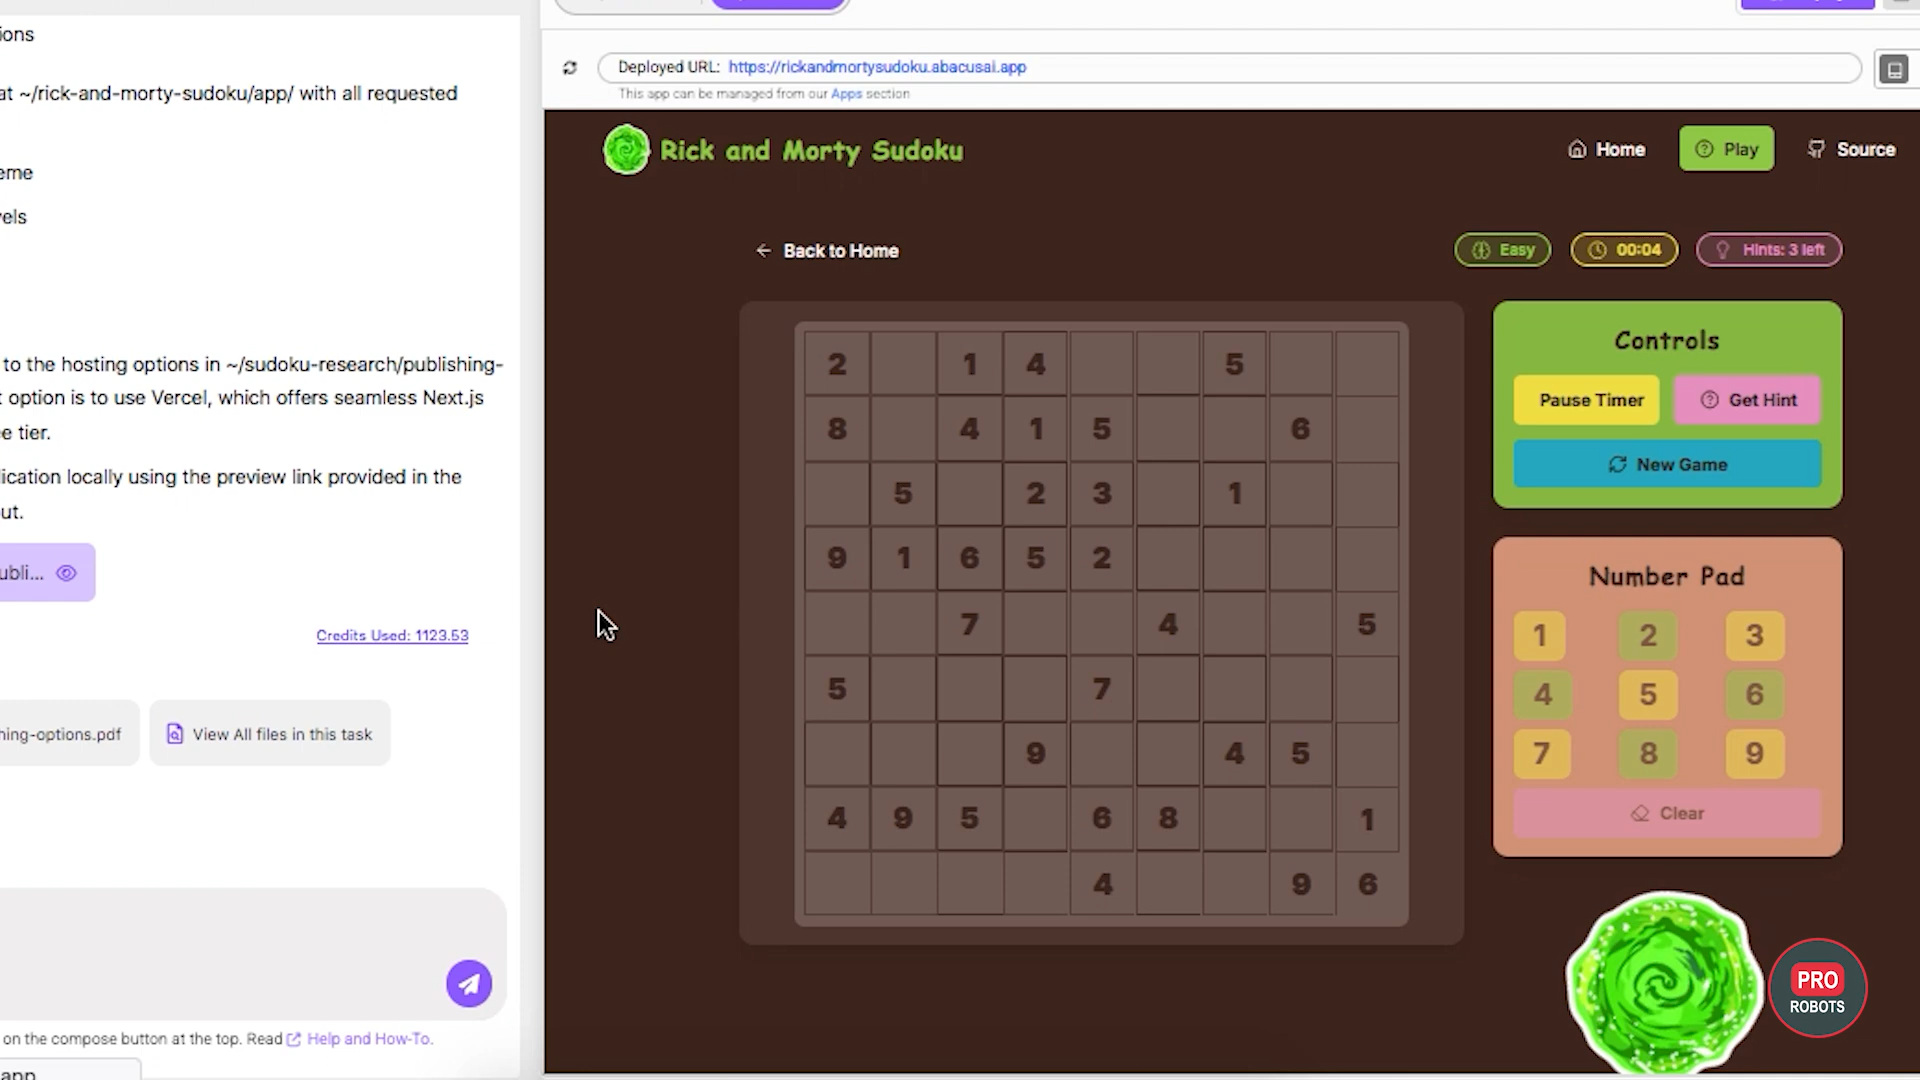 ions
at ~/rick-and-morty-sudoku/app/ with all requested
eme
vels
to the hosting options in ~/sudoku-research/publishing-
option is to use Vercel, which offers seamless Next.js
e tier.
ication locally using the preview link provided in the
ut.
ubli...
Credits Used: 1123.53
hing-options.pdf
View All files in this task
on the compose button at the top. Read Help and How-To.
app
Deployed URL: https://rickandmortysudoku.abacusai.app
This app can be managed from our Apps section
Rick and Morty Sudoku
Home
Play
Source
Back to Home
Easy
00:04
Hints: 3 left
2 1 4 5
8 4 1 5 6
5 2 3 1
9 1 6 5 2
7 4 5
5 7
9 4 5
4 9 5 6 8 1
4 9 6
Controls
Pause Timer
Get Hint
New Game
Number Pad
1 2 3
4 5 6
7 8 9
Clear
PRO
ROBOTS